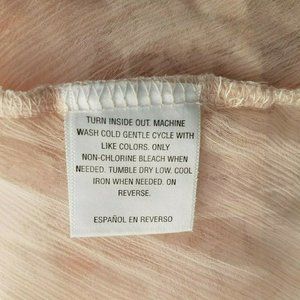 TURN INSIDE OUT. MACHINE
WASH COLD GENTLE CYCLE WITH
LIKE COLORS. ONLY
NON-CHLORINE BLEACH WHEN
NEEDED. TUMBLE DRY LOW. COOL
IRON WHEN NEEDED. ON
REVERSE.
ESPAÑOL EN REVERSO